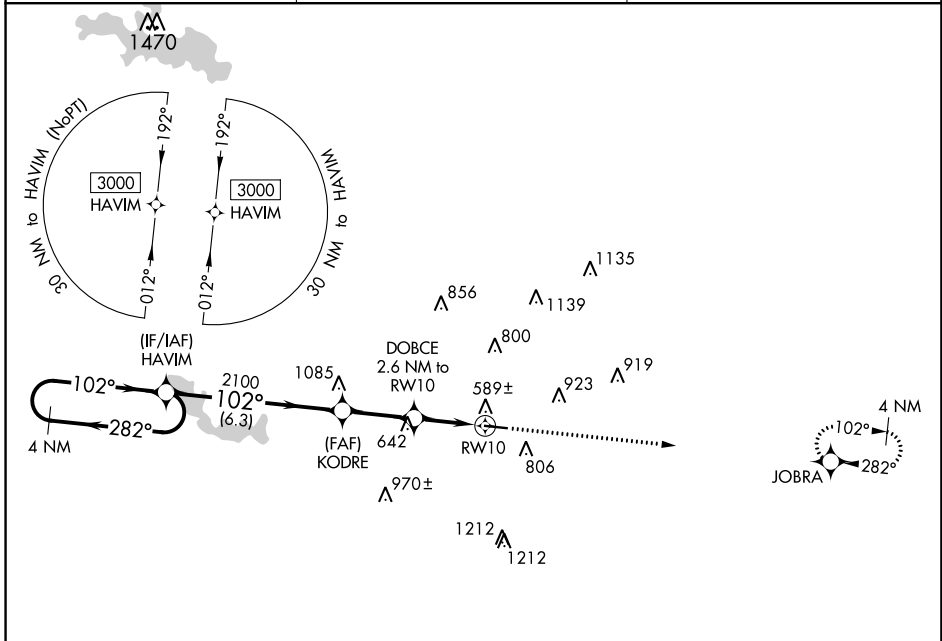 1470
30 NM to HAVIM (NoPT)
192°
3000
HAVIM
012°
192°
3000
HAVIM
012°
30 NM to HAVIM
(IF/IAF)
HAVIM
102°
282°
4 NM
2100
102°
(6.3)
1085
(FAF)
KODRE
DOBCE
2.6 NM to
RW10
642
970±
856
800
1139
1135
589±
RW10
923
919
806
1212
1212
4 NM
102°
282°
JOBRA